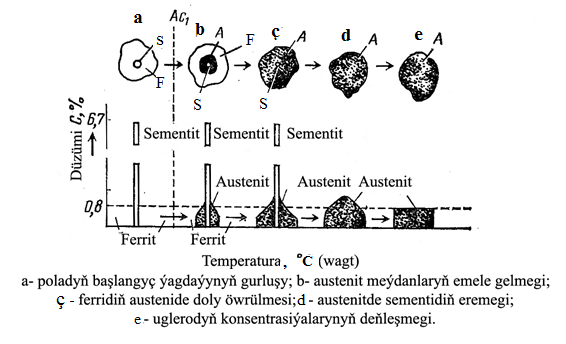 a AC₁ b ç d e
S F A F S A S A A
Düzümi C,%
6,7
Sementit Sementit Sementit
Austenit Austenit Austenit
0,8
Ferrit Ferrit
Temperatura, °C (wagt)
a- poladyň başlangyç ýagdaýynyň gurluşy; b- austenit meýdanlaryň emele gelmegi;
Ç - ferridiň austenide doly öwrülmesi; d - austenitde sementidiň eremegi;
e - uglerodyň konsentrasiýalarynyň deňleşmegi.